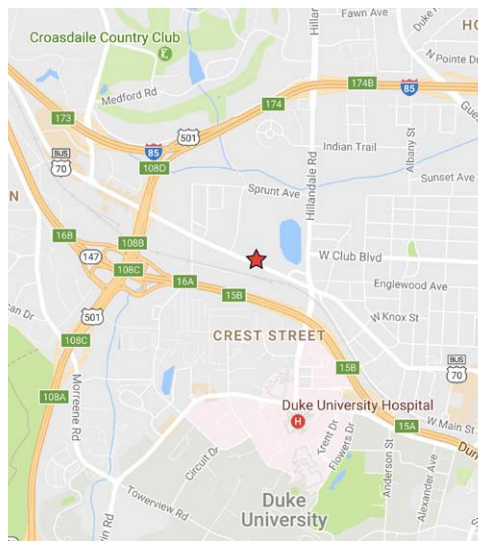 Fawn Ave
Duke
HO
Croasdaile Country Club
N Pointe Dr
Medford Rd
174B
85
174
Hillandale Rd
173
501
Gue
Albany St
85
Indian Trail
BUS
70
108D
Sunset Ave
Sprunt Ave
N
16B
108B
147
W Club Blvd
108C
16A
Englewood Ave
15B
501
W Knox St
108C
CREST STREET
Morreene Rd
15B
BUS
70
108A
Duke University Hospital
H
W Main St
Trent Dr
Flowers Dr
15A
Circuit Dr
Anderson St
Alexander Ave
Dur
Towerview Rd
Duke
University